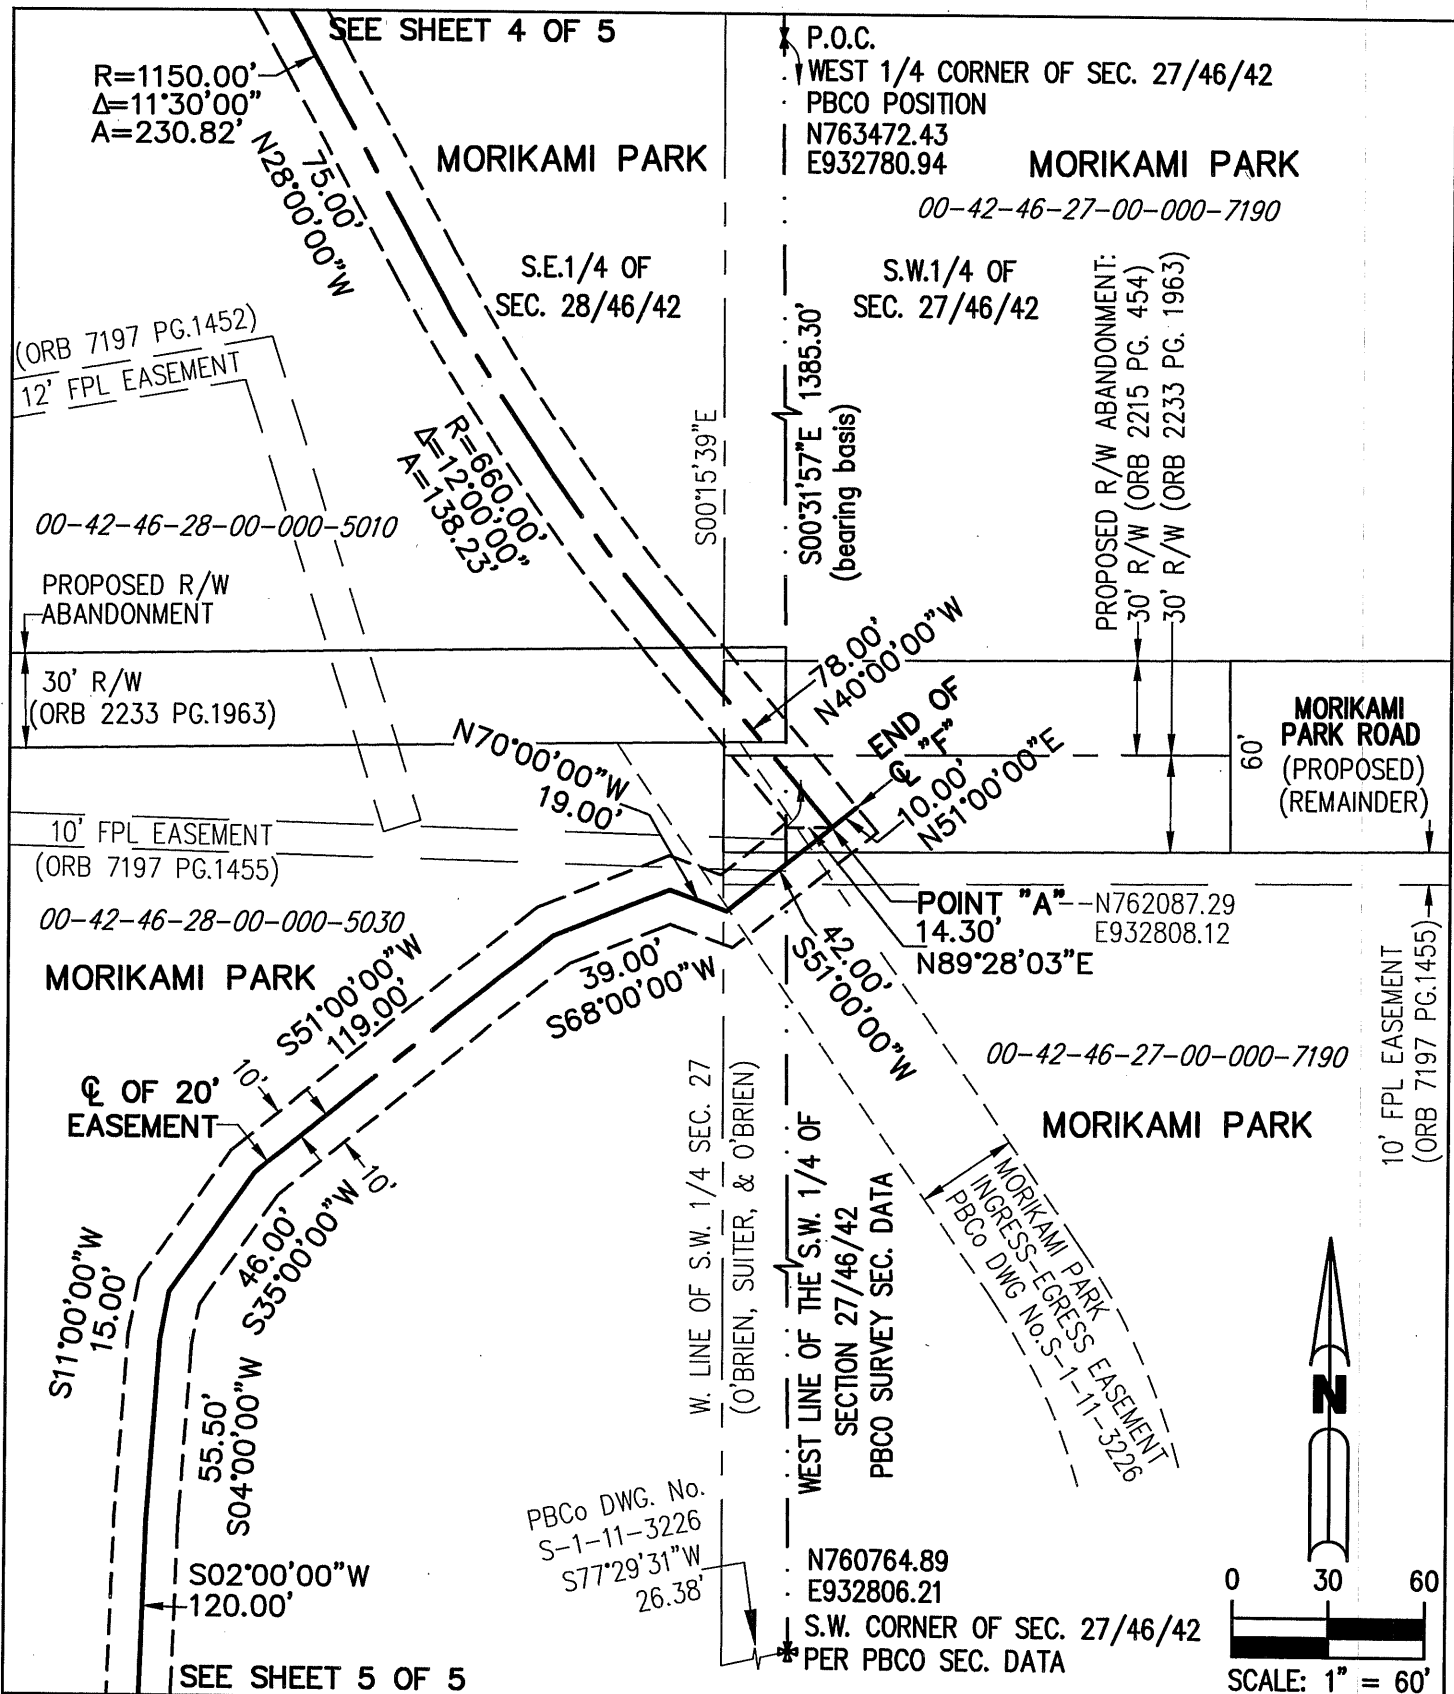 SEE SHEET 4 OF 5
R=1150.00'
Δ=11°30'00"
A=230.82'
75.00'
N28°00'00"W
MORIKAMI PARK
P.O.C.
WEST 1/4 CORNER OF SEC. 27/46/42
PBCO POSITION
N763472.43
E932780.94
MORIKAMI PARK
00-42-46-27-00-000-7190
S.E.1/4 OF
SEC. 28/46/42
S.W.1/4 OF
SEC. 27/46/42
PROPOSED R/W ABANDONMENT:
30' R/W (ORB 2215 PG. 454)
30' R/W (ORB 2233 PG. 1963)
(ORB 7197 PG.1452)
12' FPL EASEMENT
R=660.00'
Δ=12°00'00"
A=138.23'
S00°15'39"E
S00°31'57"E 1385.30'
(bearing basis)
00-42-46-28-00-000-5010
PROPOSED R/W
ABANDONMENT
30' R/W
(ORB 2233 PG.1963)
78.00'
N40°00'00"W
END OF
℄ "F"
10.00'
N51°00'00"E
60'
MORIKAMI
PARK ROAD
(PROPOSED)
(REMAINDER)
N70°00'00"W
19.00'
10' FPL EASEMENT
(ORB 7197 PG.1455)
POINT "A"--N762087.29
E932808.12
14.30'
N89°28'03"E
00-42-46-28-00-000-5030
MORIKAMI PARK
S51°00'00"W
119.00'
39.00'
S68°00'00"W
42.00'
S51°00'00"W
10' FPL EASEMENT
(ORB 7197 PG.1455)
00-42-46-27-00-000-7190
MORIKAMI PARK
℄ OF 20'
EASEMENT
10'
10'
W. LINE OF S.W. 1/4 SEC. 27
(O'BRIEN, SUITER, & O'BRIEN)
WEST LINE OF THE S.W. 1/4 OF
SECTION 27/46/42
PBCO SURVEY SEC. DATA
MORIKAMI PARK
INGRESS-EGRESS EASEMENT
PBCo DWG No.S-1-11-3226
46.00'
S35°00'00"W
S11°00'00"W
15.00'
55.50'
S04°00'00"W
N
PBCo DWG. No.
S-1-11-3226
S77°29'31"W
26.38'
S02°00'00"W
120.00'
N760764.89
E932806.21
S.W. CORNER OF SEC. 27/46/42
PER PBCO SEC. DATA
0 30 60
SCALE: 1" = 60'
SEE SHEET 5 OF 5